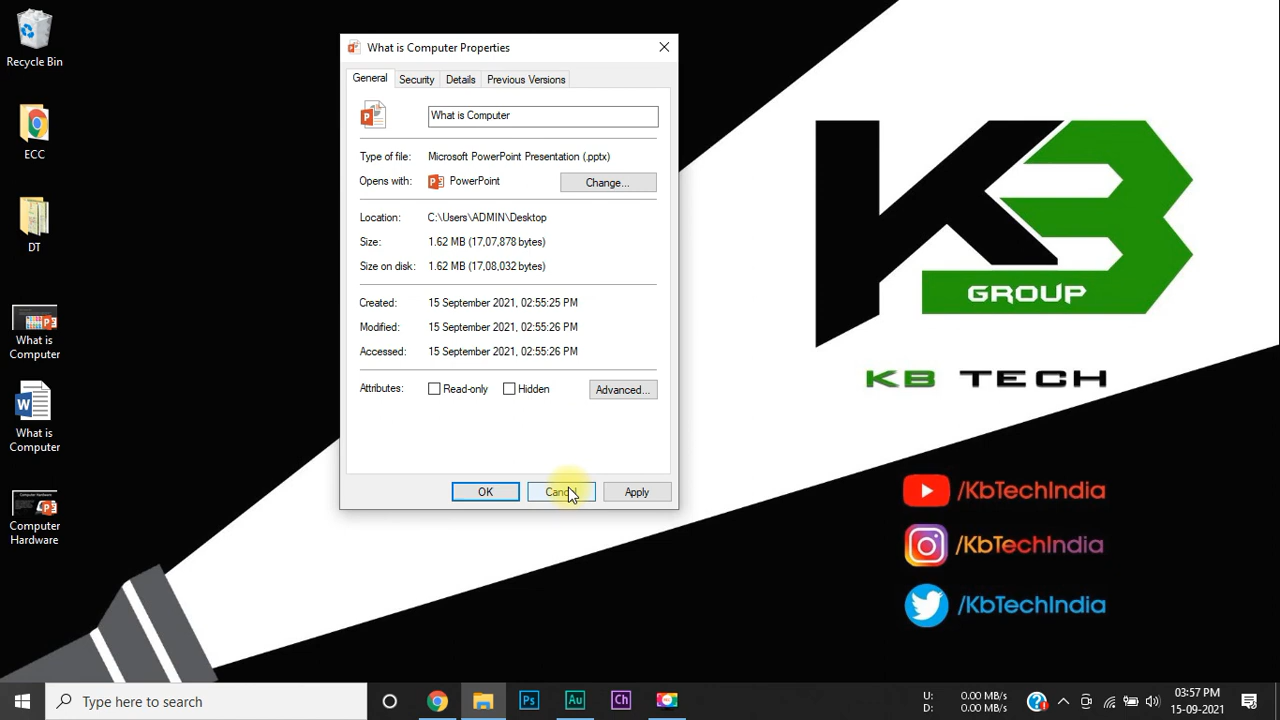 Recycle Bin
ECC
DT
What is
Computer
What is
Computer
Computer
Hardware
What is Computer Properties
General Security Details Previous Versions
What is Computer
Type of file: Microsoft PowerPoint Presentation (.pptx)
Opens with: PowerPoint Change...
Location: C:\Users\ADMIN\Desktop
Size: 1.62 MB (17,07,878 bytes)
Size on disk: 1.62 MB (17,08,032 bytes)
Created: 15 September 2021, 02:55:25 PM
Modified: 15 September 2021, 02:55:26 PM
Accessed: 15 September 2021, 02:55:26 PM
Attributes: Read-only Hidden Advanced...
OK Cancel Apply
KB
GROUP
KB TECH
/KbTechIndia
/KbTechIndia
/KbTechIndia
Type here to search
Ps Au Ch
U: 0.00 MB/s
D: 0.00 MB/s
03:57 PM
15-09-2021